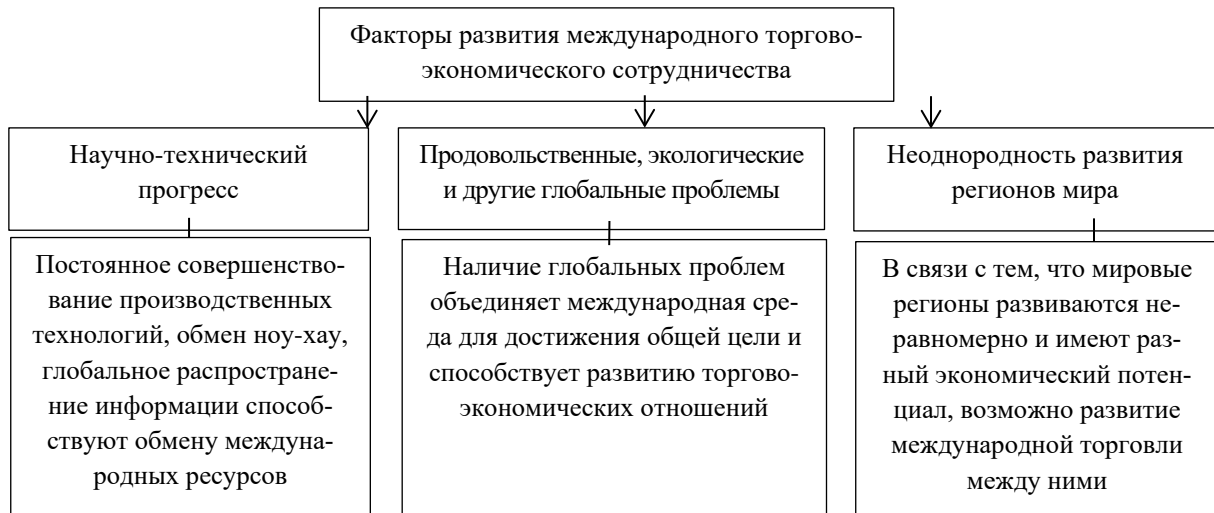 Факторы развития международного торгово-
экономического сотрудничества
Научно-технический
прогресс
Постоянное совершенство-
вание производственных
технологий, обмен ноу-хау,
глобальное распростране-
ние информации способ-
ствуют обмену междуна-
родных ресурсов
Продовольственные, экологические
и другие глобальные проблемы
Наличие глобальных проблем
объединяет международная сре-
да для достижения общей цели и
способствует развитию торгово-
экономических отношений
Неоднородность развития
регионов мира
В связи с тем, что мировые
регионы развиваются не-
равномерно и имеют раз-
ный экономический потен-
циал, возможно развитие
международной торговли
между ними